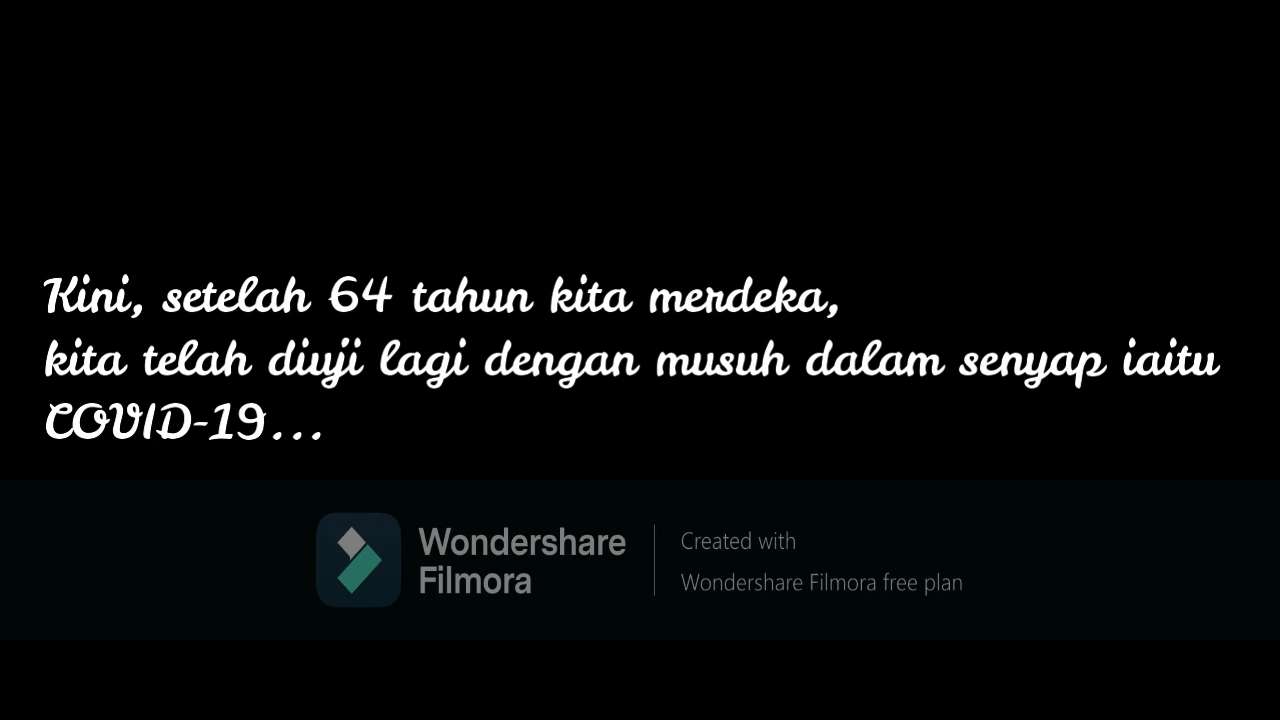 Kini, setelah 64 tahun kita merdeka,
kita telah diuji lagi dengan musuh dalam senyap iaitu
COVID-19...
Wondershare
Filmora
Created with
Wondershare Filmora free plan